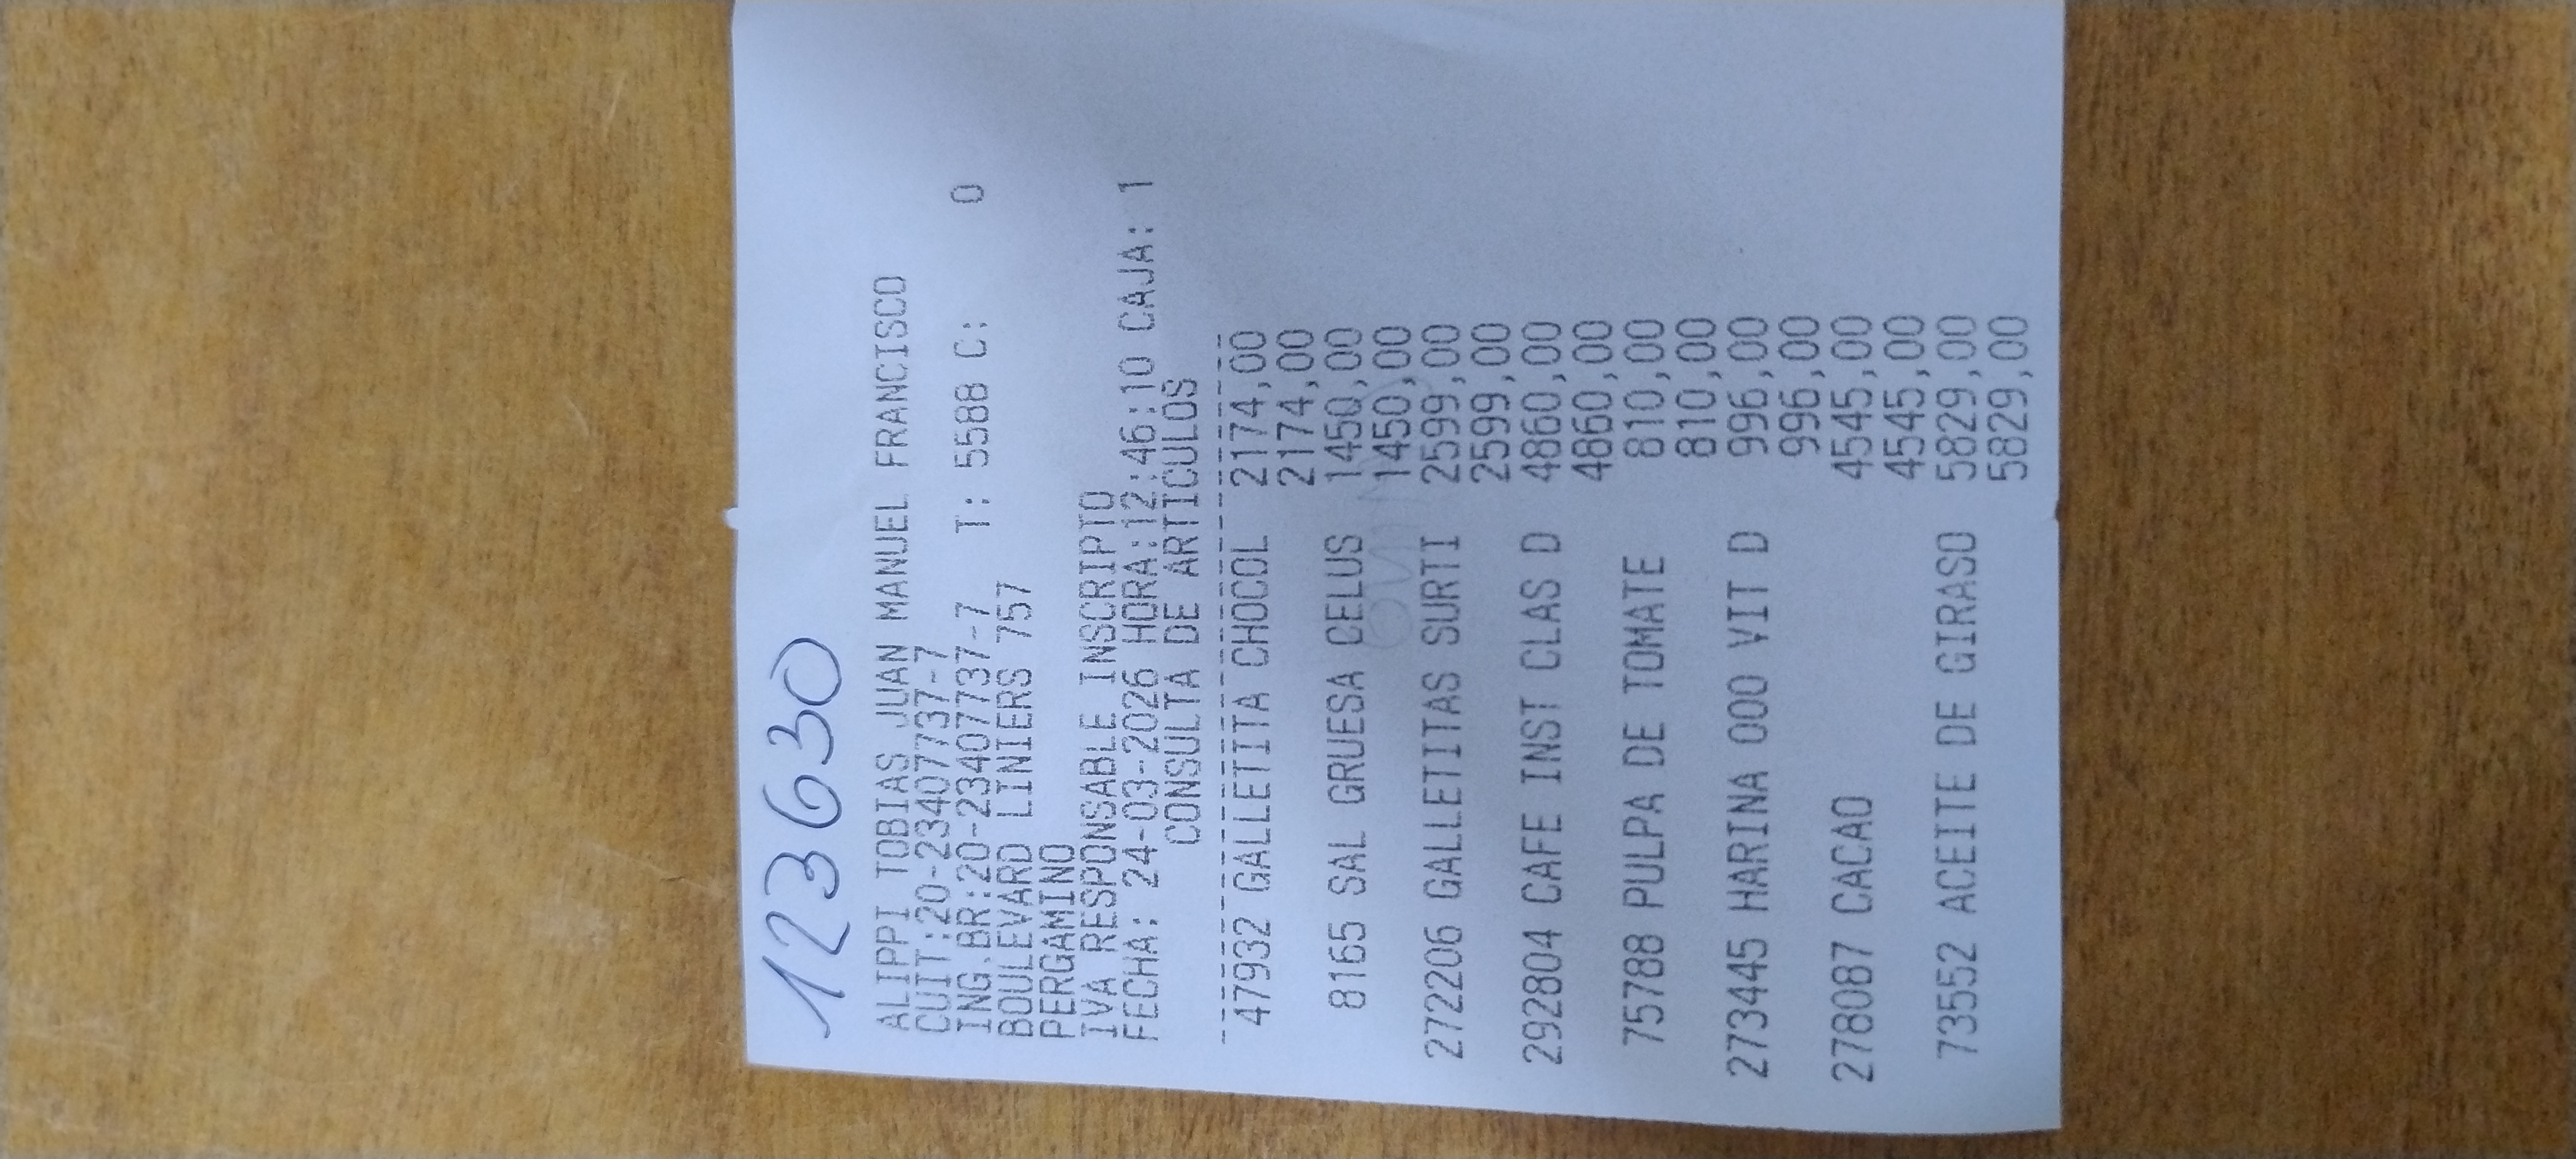 123630
ALIPPI TOBIAS JUAN MANUEL FRANCISCO
CUIT:20-23407737-7
ING.BR:20-23407737-7 T: 5588 C: 0
BOULEVARD LINIERS 757
PERGAMINO
IVA RESPONSABLE INSCRIPTO
FECHA: 24-03-2026 HORA:12:46:10 CAJA: 1
CONSULTA DE ARTICULOS
--------------------------------
47932 GALLETITA CHOCOL 2174,00
2174,00
8165 SAL GRUESA CELUS 1450,00
1450,00
272206 GALLETITAS SURTI 2599,00
2599,00
292804 CAFE INST CLAS D 4860,00
4860,00
75788 PULPA DE TOMATE 810,00
810,00
273445 HARINA 000 VIT D 996,00
996,00
278087 CACAO 4545,00
4545,00
73552 ACEITE DE GIRASO 5829,00
5829,00